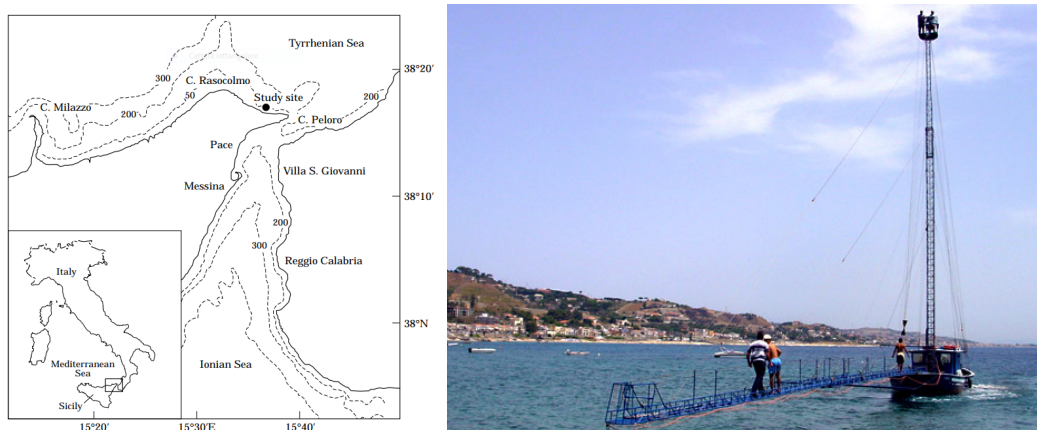 Tyrrhenian Sea
38°20'
300
C. Rasocolmo
50
Study site
200
C. Milazzo
200
C. Peloro
Pace
Villa S. Giovanni
Messina
38°10'
200
300
Italy
Reggio Calabria
38°N
Mediterranean
Sea
Ionian Sea
Sicily
15°20'
15°30'E
15°40'